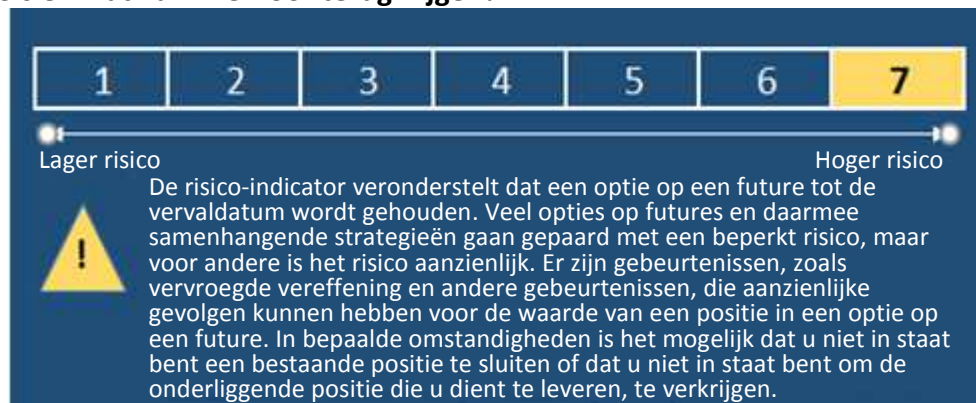 1 2 3 4 5 6 7
Lager risico Hoger risico
De risico-indicator veronderstelt dat een optie op een future tot de
vervaldatum wordt gehouden. Veel opties op futures en daarmee
samenhangende strategieën gaan gepaard met een beperkt risico, maar
! voor andere is het risico aanzienlijk. Er zijn gebeurtenissen, zoals
vervroegde vereffening en andere gebeurtenissen, die aanzienlijke
gevolgen kunnen hebben voor de waarde van een positie in een optie op
een future. In bepaalde omstandigheden is het mogelijk dat u niet in staat
bent een bestaande positie te sluiten of dat u niet in staat bent om de
onderliggende positie die u dient te leveren, te verkrijgen.